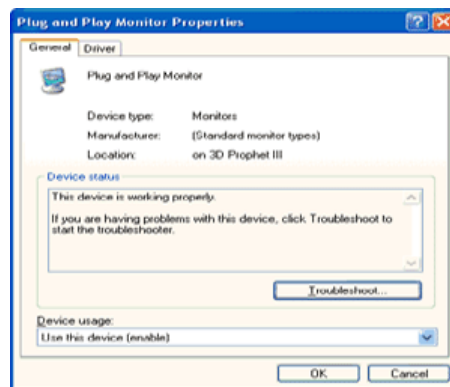 Plug and Play Monitor Properties
General Driver
Plug and Play Monitor
Device type: Monitors
Manufacturer: (Standard monitor types)
Location: on 3D Prophet III
Device status
This device is working properly.
If you are having problems with this device, click Troubleshoot to
start the troubleshooter.
Troubleshoot...
Device usage:
Use this device (enable)
OK Cancel